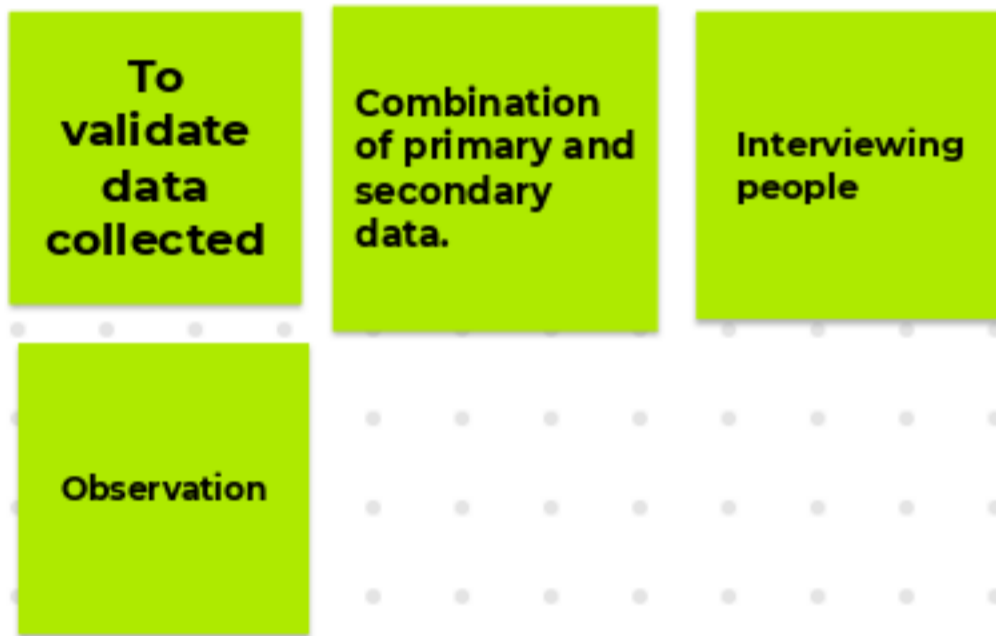 To
validate
data
collected
Combination
of primary and
secondary
data.
Interviewing
people
Observation